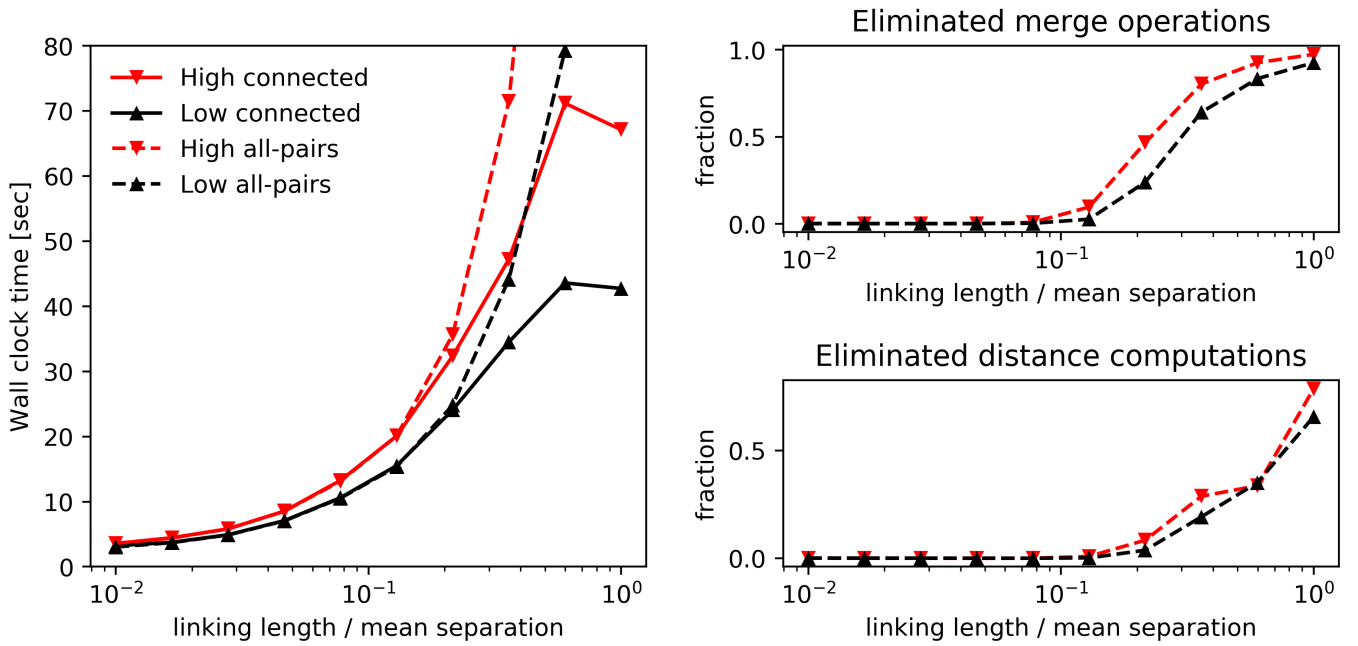 80
70
60
50
40
30
20
10
0
Wall clock time [sec]
High connected
Low connected
High all-pairs
Low all-pairs
10⁻² 10⁻¹ 10⁰
linking length / mean separation
Eliminated merge operations
1.0
0.5
0.0
fraction
10⁻² 10⁻¹ 10⁰
linking length / mean separation
Eliminated distance computations
0.5
0.0
fraction
10⁻² 10⁻¹ 10⁰
linking length / mean separation